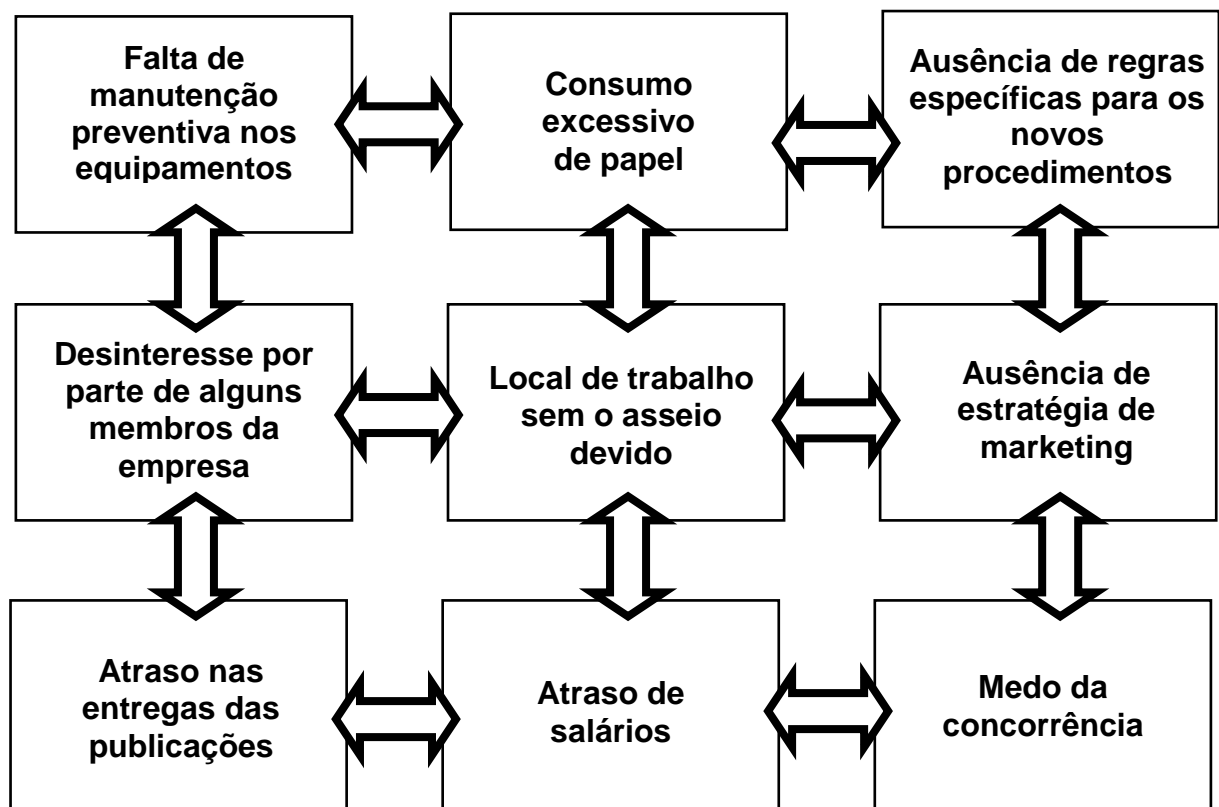 Falta de
manutenção
preventiva nos
equipamentos
Consumo
excessivo
de papel
Ausência de regras
específicas para os
novos
procedimentos
Desinteresse por
parte de alguns
membros da
empresa
Local de trabalho
sem o asseio
devido
Ausência de
estratégia de
marketing
Atraso nas
entregas das
publicações
Atraso de
salários
Medo da
concorrência